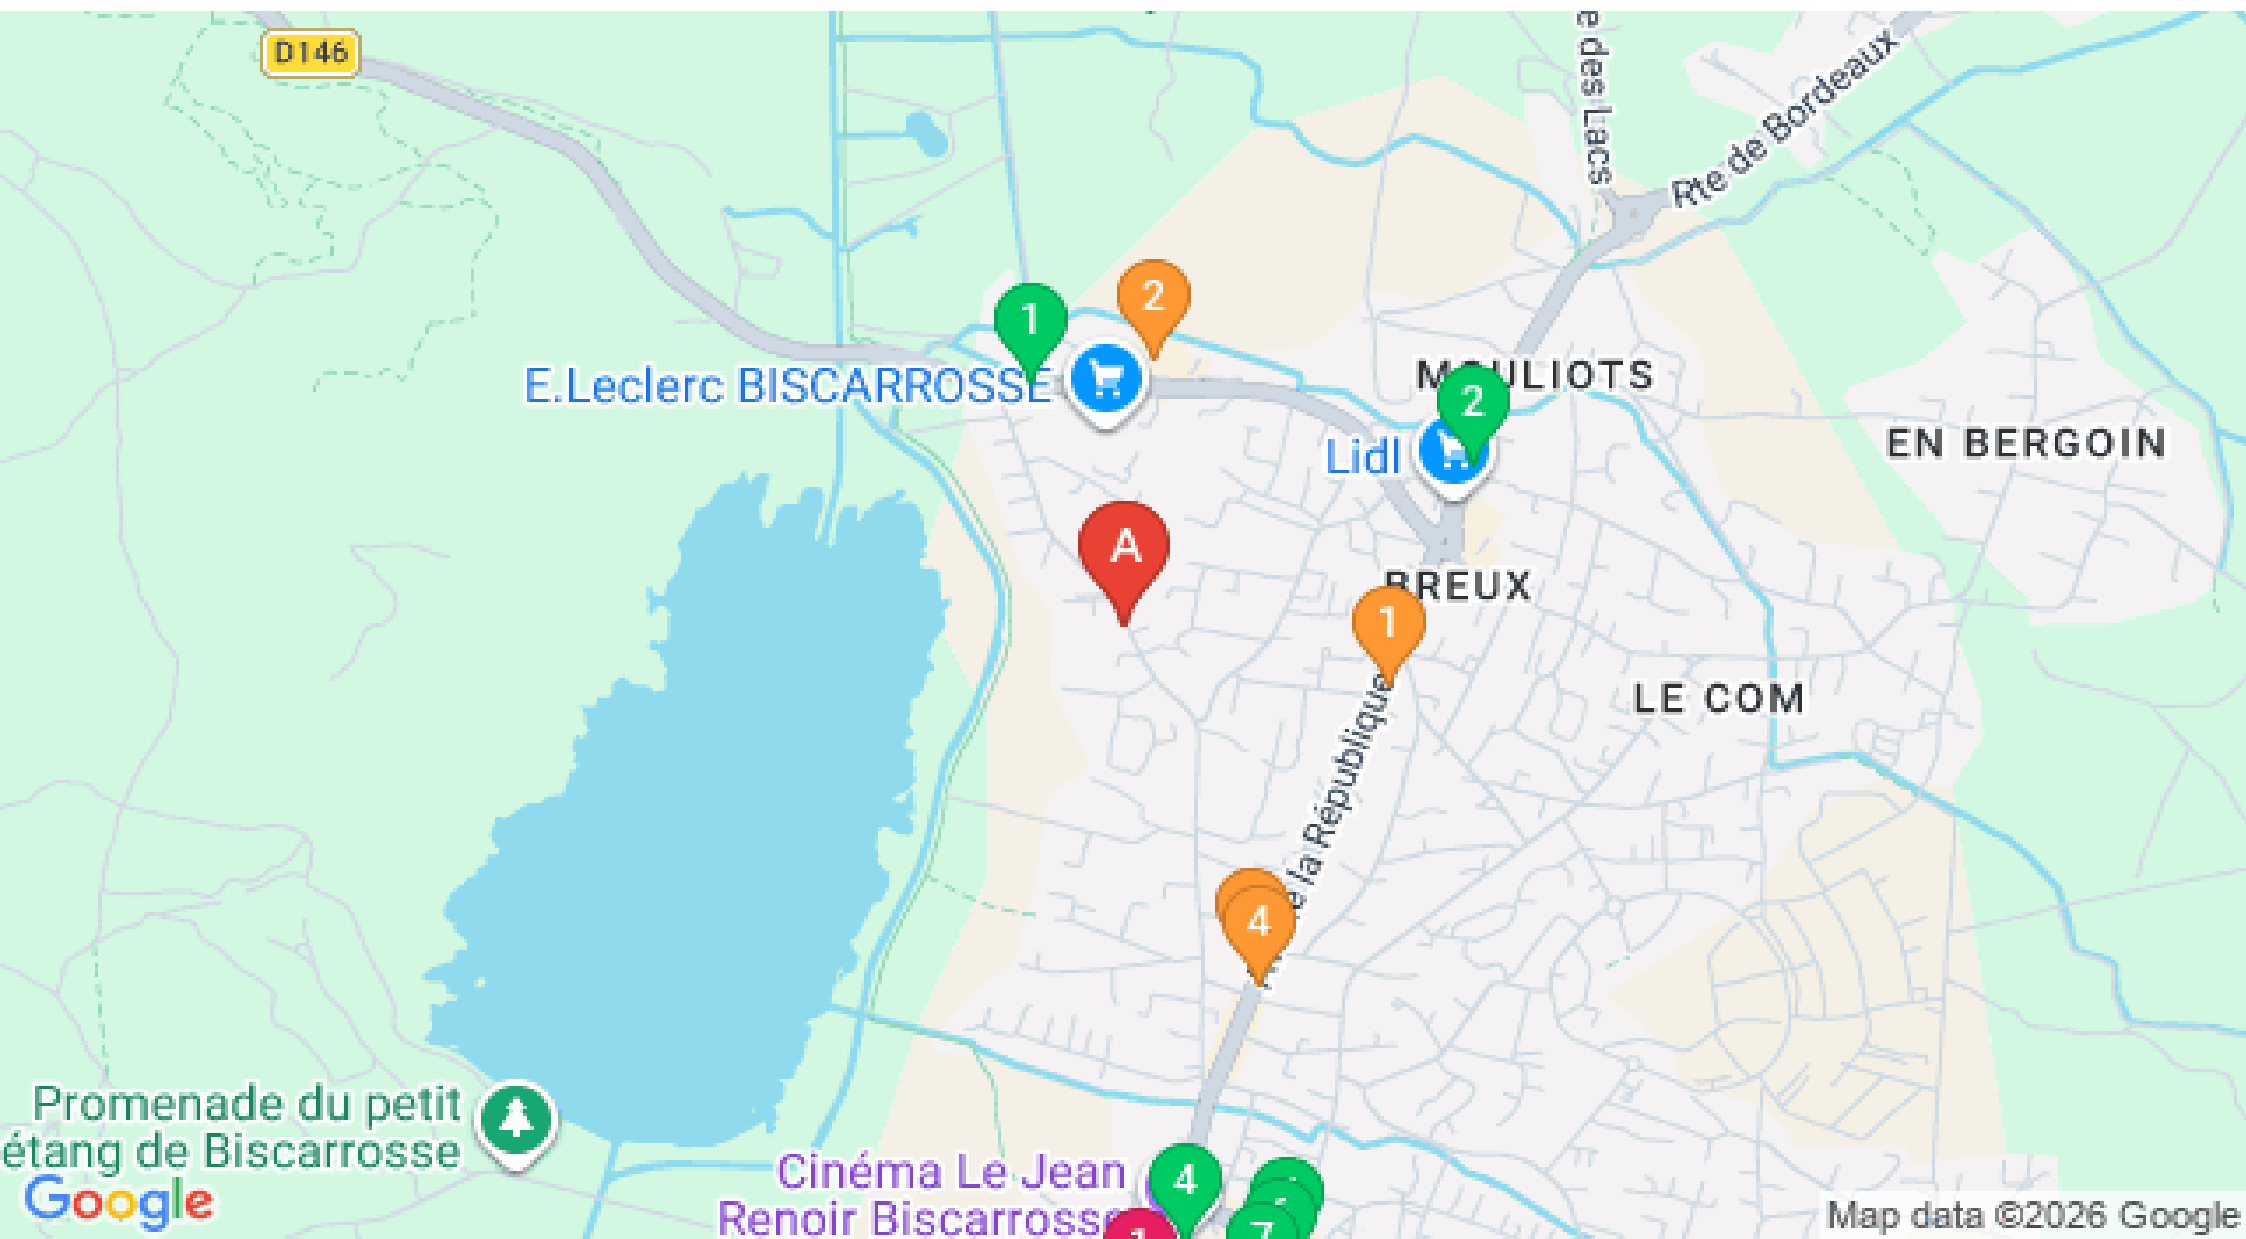 D146
e des Lacs
Rte de Bordeaux
2
1
E.Leclerc BISCARROSSE
MOULIOTS
2
Lidl
EN BERGOIN
A
BREUX
1
LE COM
e la République
4
Promenade du petit
étang de Biscarrosse
Cinéma Le Jean
Renoir Biscarrosse
4
7
Google
Map data ©2026 Google